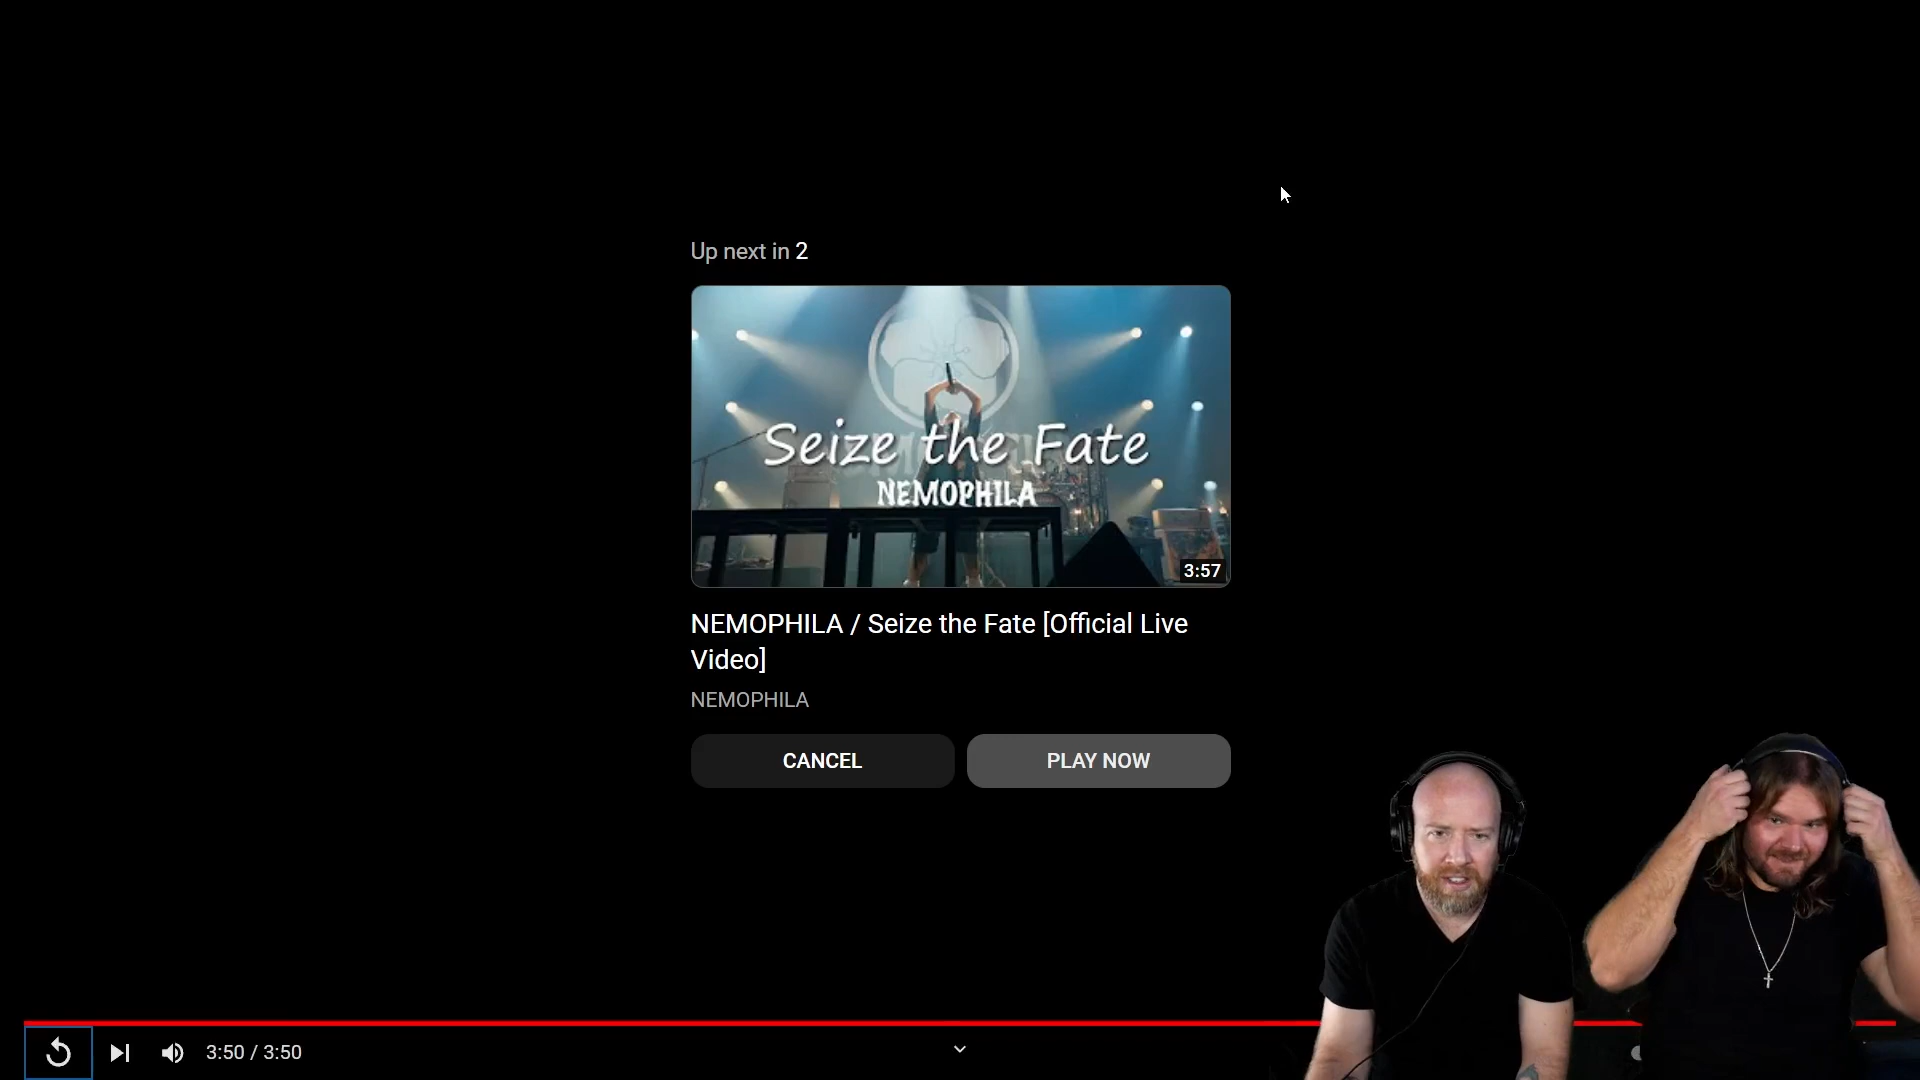 Up next in 2
Seize the Fate
NEMOPHILA
3:57
NEMOPHILA / Seize the Fate [Official Live
Video]
NEMOPHILA
CANCEL
PLAY NOW
3:50 / 3:50